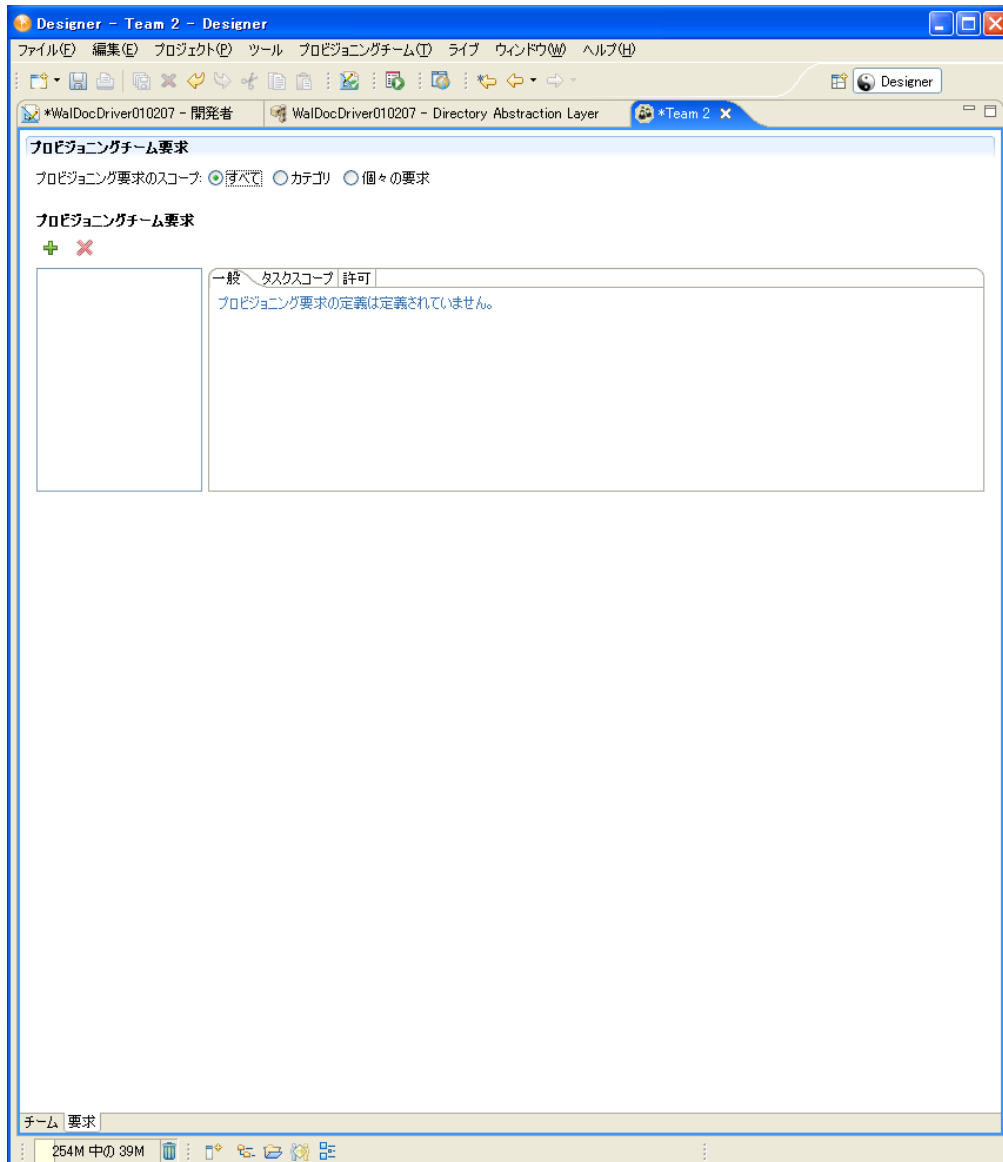 Designer - Team 2 - Designer
ファイル(F) 編集(E) プロジェクト(P) ツール プロビジョニングチーム(T) ライブ ウィンドウ(W) ヘルプ(H)
Designer
*WalDocDriver010207 - 開発者 WalDocDriver010207 - Directory Abstraction Layer *Team 2
プロビジョニングチーム要求
プロビジョニング要求のスコープ: すべて カテゴリ 個々の要求
プロビジョニングチーム要求
一般 タスクスコープ 許可
プロビジョニング要求の定義は定義されていません。
チーム 要求
254M 中の 39M